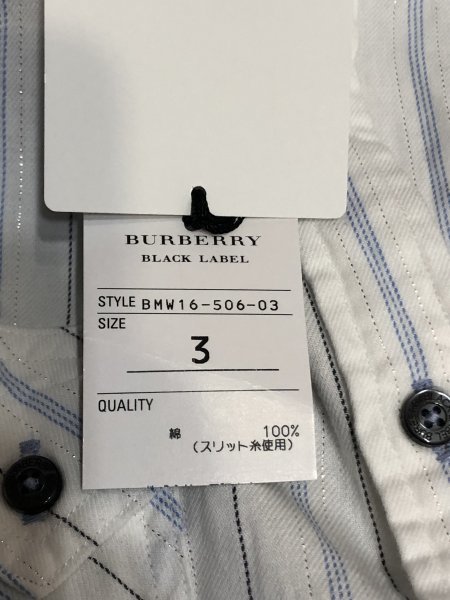 BURBERRY
BLACK LABEL
STYLE BMW16-506-03
SIZE
3
QUALITY
綿 100%
(スリット糸使用)